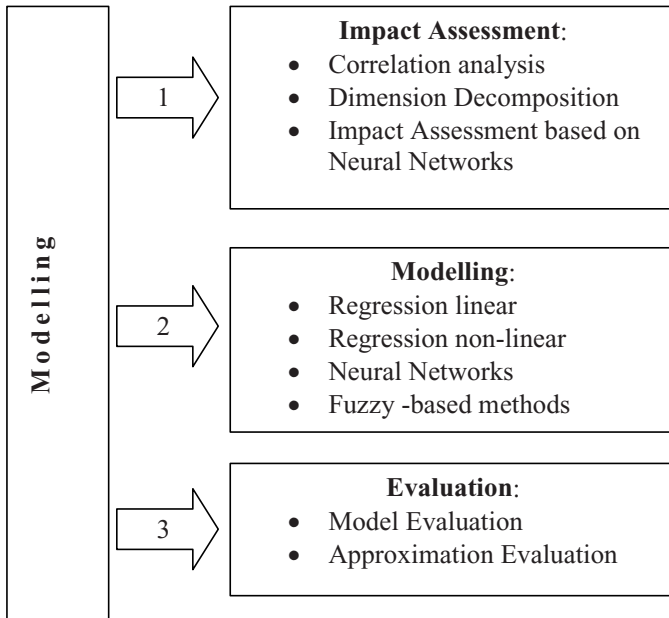 Modelling
1
Impact Assessment:
• Correlation analysis
• Dimension Decomposition
• Impact Assessment based on
Neural Networks
2
Modelling:
• Regression linear
• Regression non-linear
• Neural Networks
• Fuzzy -based methods
3
Evaluation:
• Model Evaluation
• Approximation Evaluation